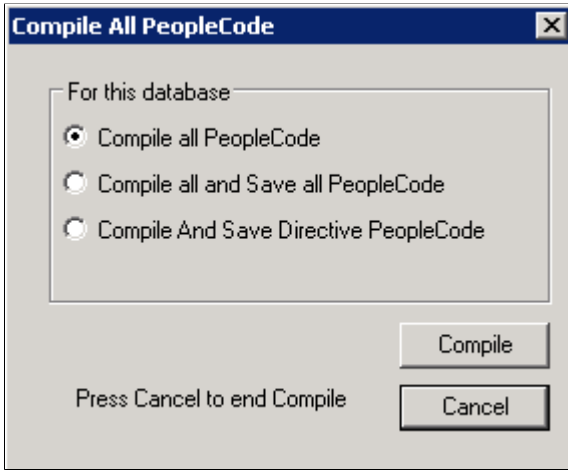 Compile All PeopleCode
For this database
Compile all PeopleCode
Compile all and Save all PeopleCode
Compile And Save Directive PeopleCode
Compile
Press Cancel to end Compile
Cancel